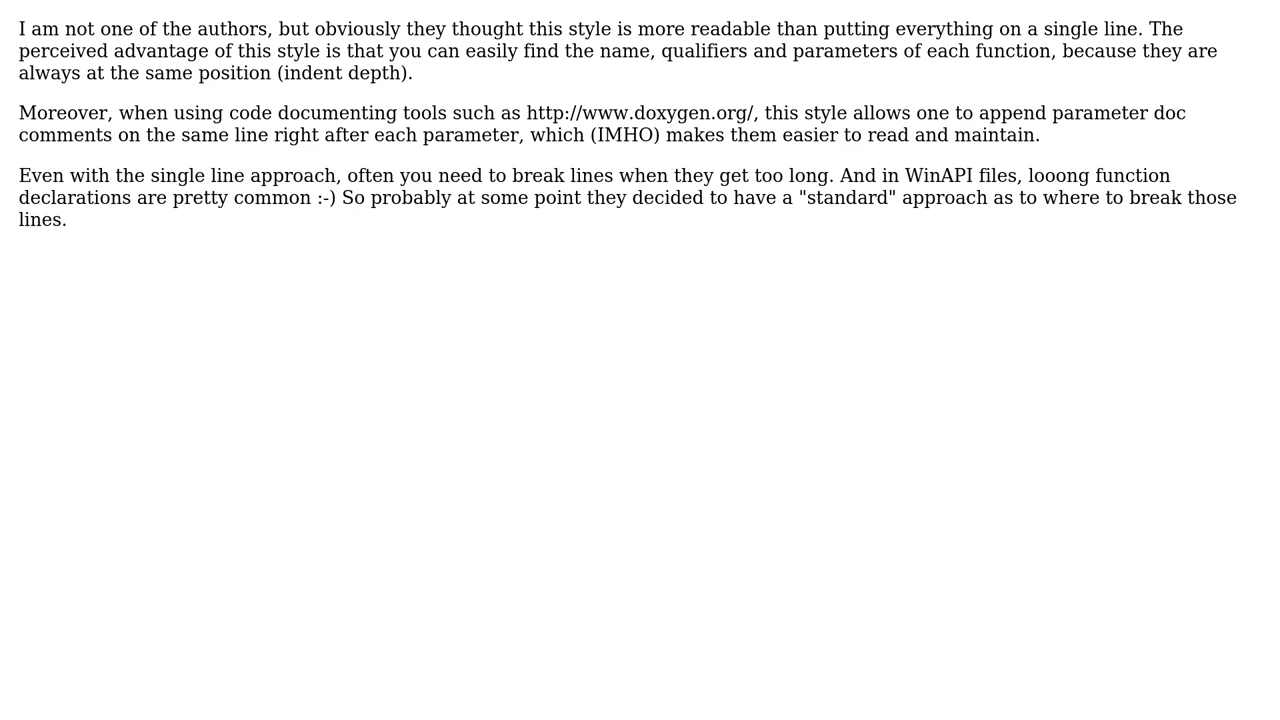 I am not one of the authors, but obviously they thought this style is more readable than putting everything on a single line. The
perceived advantage of this style is that you can easily find the name, qualifiers and parameters of each function, because they are
always at the same position (indent depth).
Moreover, when using code documenting tools such as http://www.doxygen.org/, this style allows one to append parameter doc
comments on the same line right after each parameter, which (IMHO) makes them easier to read and maintain.
Even with the single line approach, often you need to break lines when they get too long. And in WinAPI files, looong function
declarations are pretty common :-) So probably at some point they decided to have a "standard" approach as to where to break those
lines.